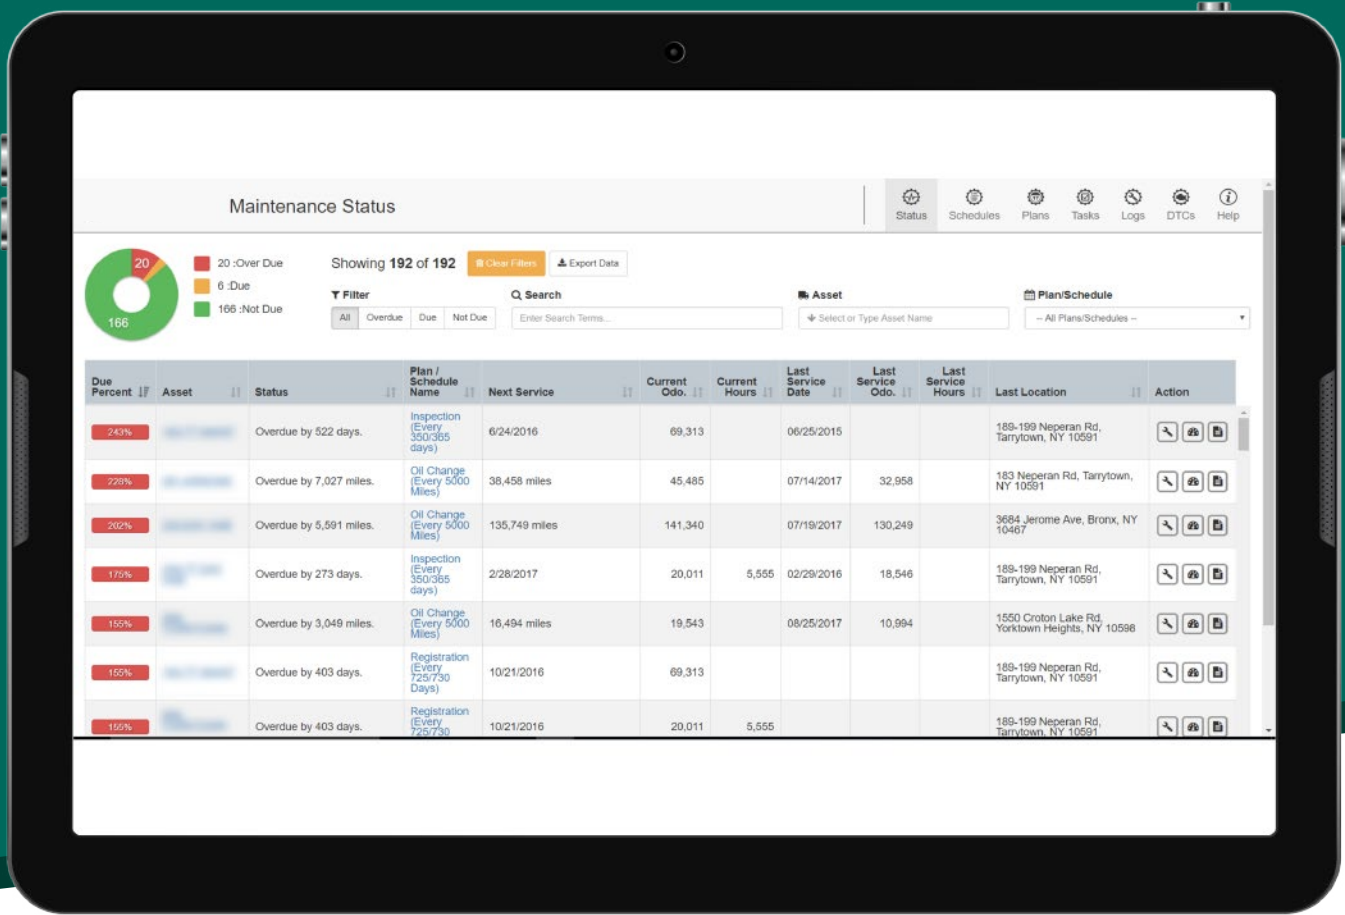 Maintenance Status
Status Schedules Plans Tasks Logs DTCs Help
20
166
20 :Over Due
6 :Due
166 :Not Due
Showing 192 of 192 Clear Filters Export Data
Filter
All Overdue Due Not Due
Search
Enter Search Terms...
Asset
Select or Type Asset Name
Plan/Schedule
-- All Plans/Schedules --
Due Percent
Asset
Status
Plan / Schedule Name
Next Service
Current Odo.
Current Hours
Last Service Date
Last Service Odo.
Last Service Hours
Last Location
Action
243% Overdue by 522 days. Inspection (Every 350/365 days) 6/24/2016 69,313 06/25/2015 189-199 Neperan Rd, Tarrytown, NY 10591
228% Overdue by 7,027 miles. Oil Change (Every 5000 Miles) 38,458 miles 45,485 07/14/2017 32,958 183 Neperan Rd, Tarrytown, NY 10591
202% Overdue by 5,591 miles. Oil Change (Every 5000 Miles) 135,749 miles 141,340 07/19/2017 130,249 3684 Jerome Ave, Bronx, NY 10467
175% Overdue by 273 days. Inspection (Every 350/365 days) 2/28/2017 20,011 5,555 02/29/2016 18,546 189-199 Neperan Rd, Tarrytown, NY 10591
155% Overdue by 3,049 miles. Oil Change (Every 5000 Miles) 16,494 miles 19,543 08/25/2017 10,994 1550 Croton Lake Rd, Yorktown Heights, NY 10598
155% Overdue by 403 days. Registration (Every 725/730 Days) 10/21/2016 69,313 189-199 Neperan Rd, Tarrytown, NY 10591
155% Overdue by 403 days. Registration (Every 725/730 10/21/2016 20,011 5,555 189-199 Neperan Rd, Tarrytown, NY 10591